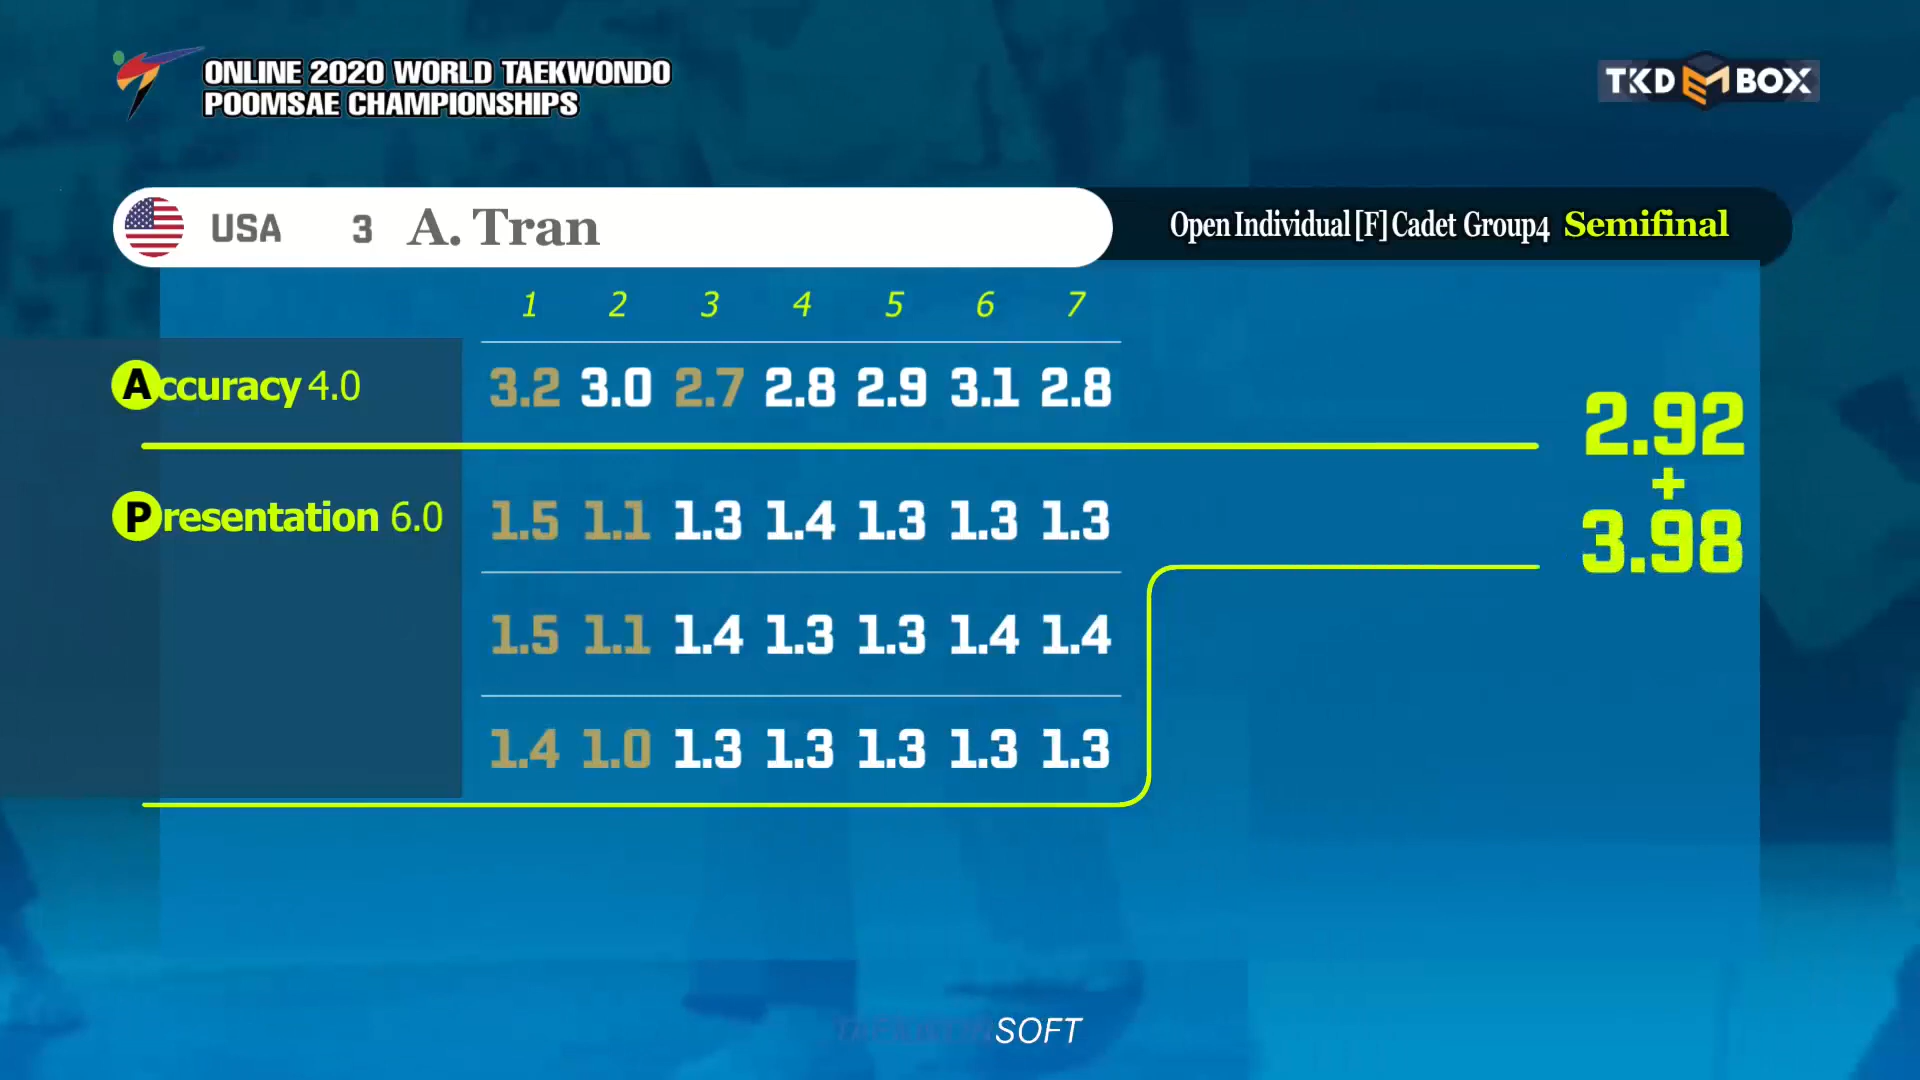 ONLINE 2020 WORLD TAEKWONDO
POOMSAE CHAMPIONSHIPS
TKD BOX
USA 3 A. Tran
Open Individual [F] Cadet Group4 Semifinal
1 2 3 4 5 6 7
Accuracy 4.0 3.2 3.0 2.7 2.8 2.9 3.1 2.8
2.92
+
3.98
Presentation 6.0 1.5 1.1 1.3 1.4 1.3 1.3 1.3
1.5 1.1 1.4 1.3 1.3 1.4 1.4
1.4 1.0 1.3 1.3 1.3 1.3 1.3
SOFT